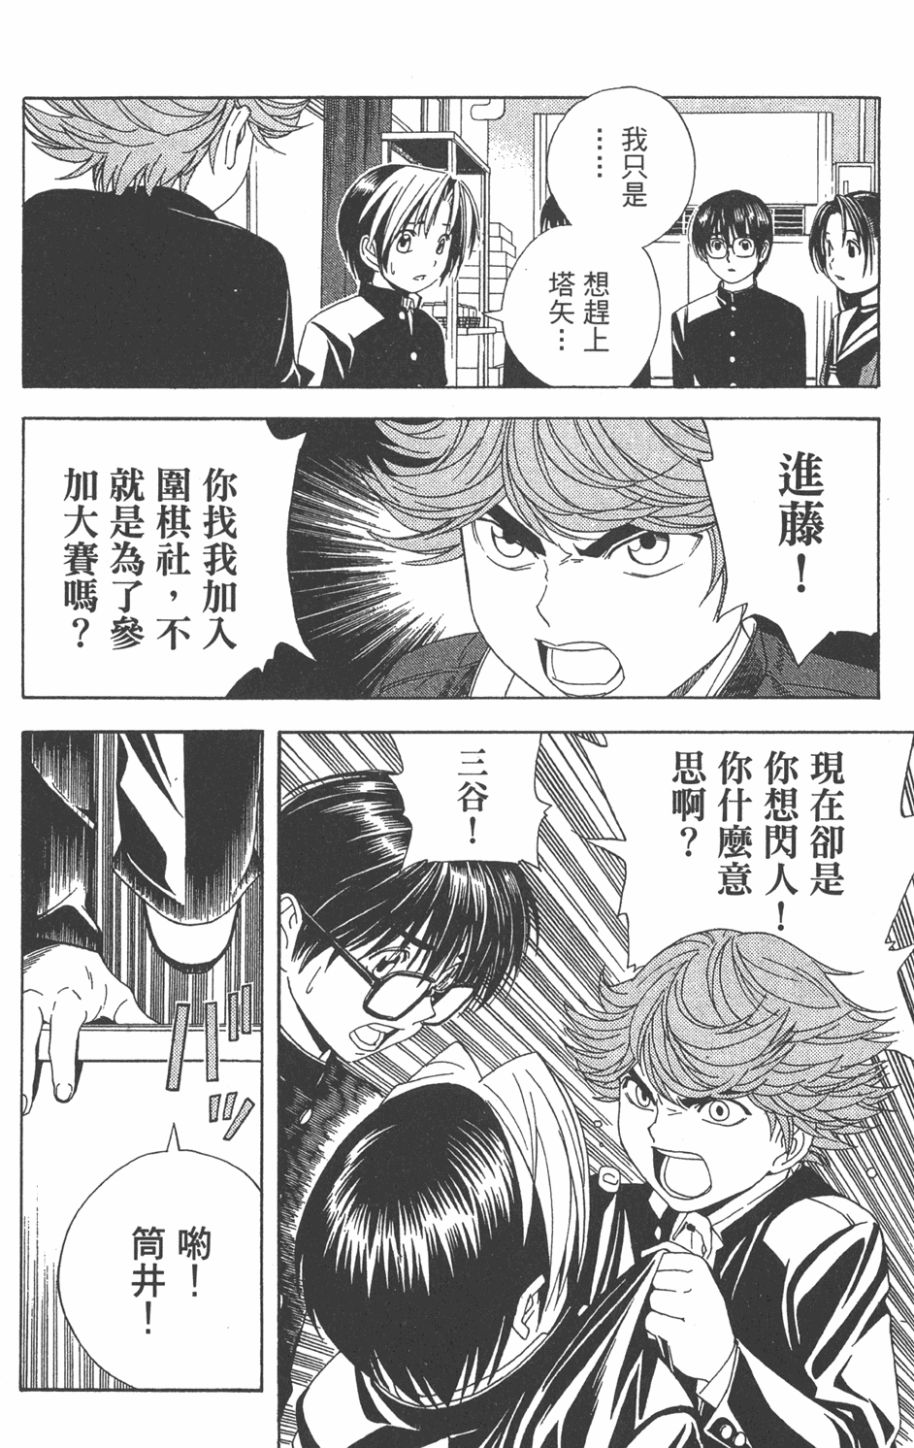 我只是
⋯⋯
想趕上
塔矢⋯
進藤！
你找我加入
圍棋社，不
就是為了參
加大賽嗎？
現在卻是
你想閃人！
你什麼意
思啊？
三谷！
喲！
筒井！